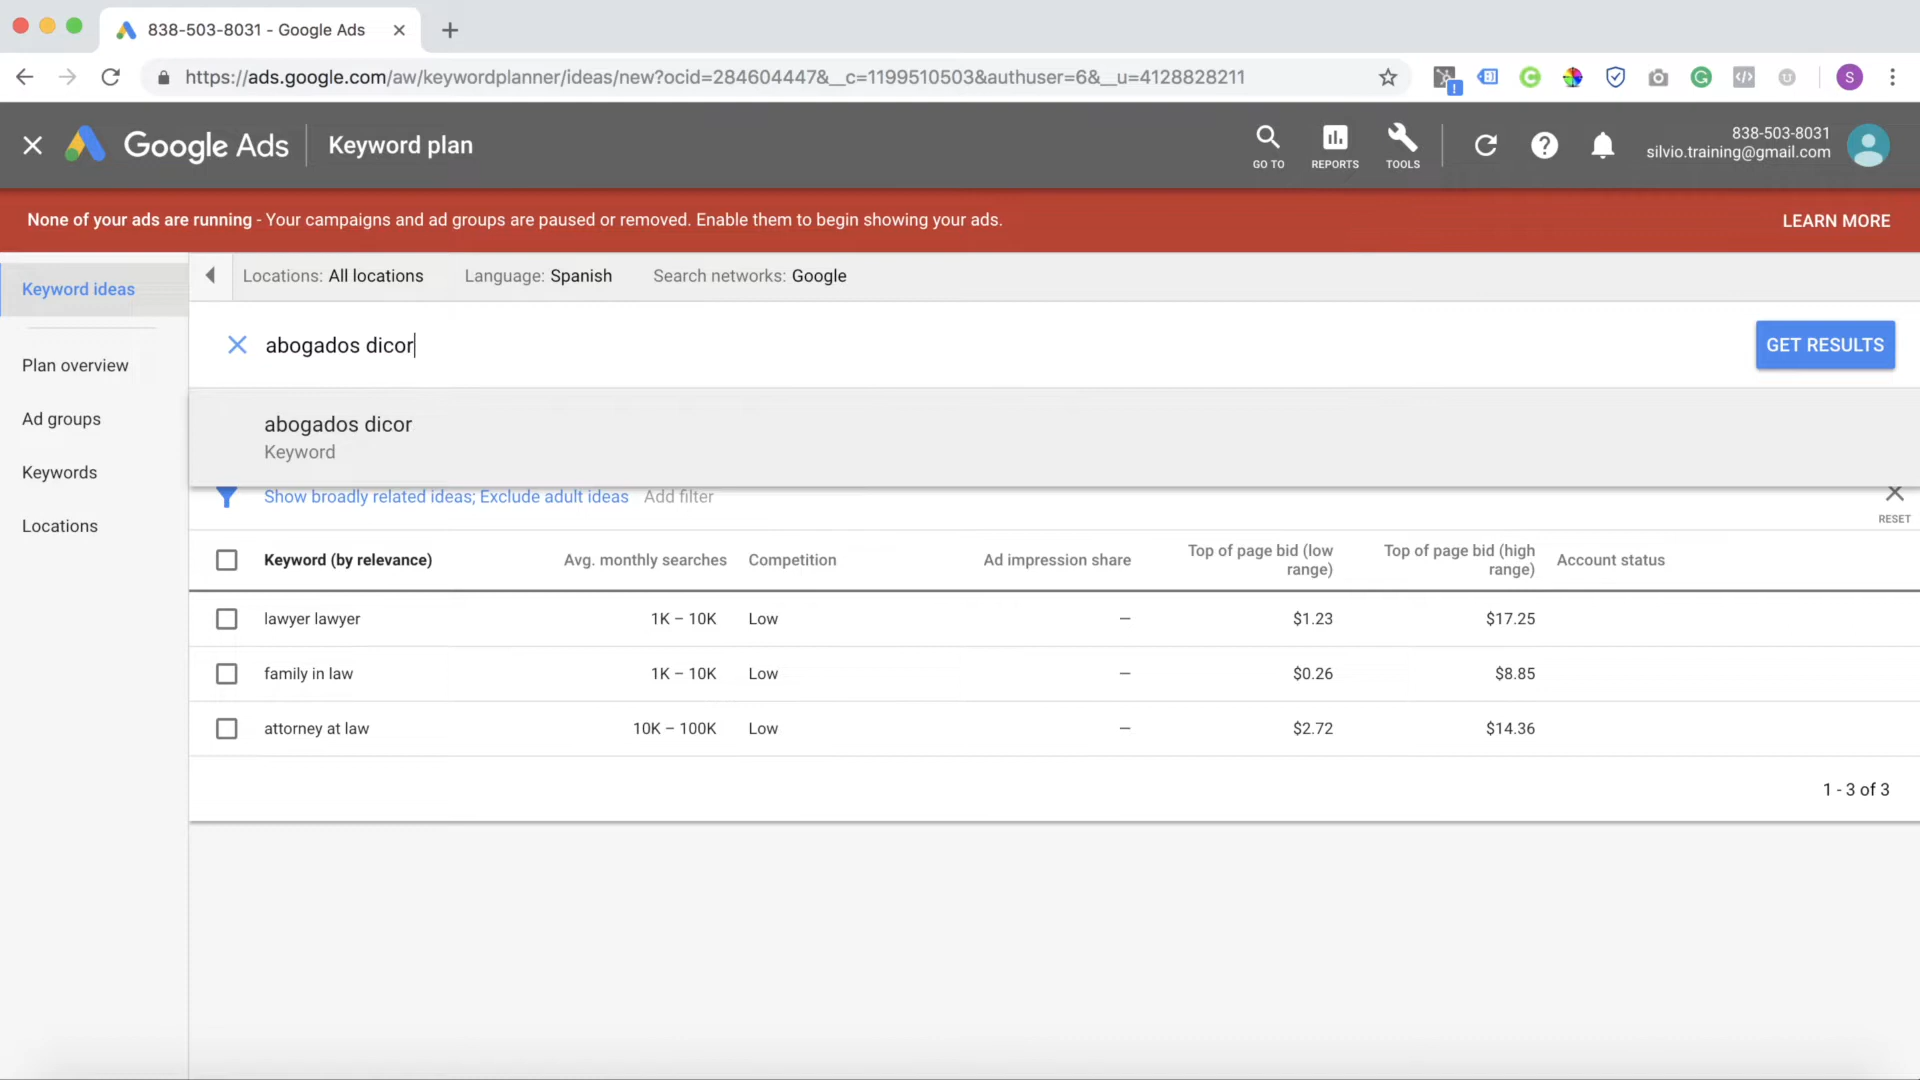 838-503-8031 - Google Ads
https://ads.google.com/aw/keywordplanner/ideas/new?ocid=284604447&__c=1199510503&authuser=6&__u=4128828211
S
Google Ads
Keyword plan
GO TO
REPORTS
TOOLS
838-503-8031
silvio.training@gmail.com
None of your ads are running - Your campaigns and ad groups are paused or removed. Enable them to begin showing your ads.
LEARN MORE
Keyword ideas
Plan overview
Ad groups
Keywords
Locations
Locations: All locations
Language: Spanish
Search networks: Google
abogados dicor
GET RESULTS
abogados dicor
Keyword
Show broadly related ideas; Exclude adult ideas
Add filter
RESET
Keyword (by relevance)
Avg. monthly searches
Competition
Ad impression share
Top of page bid (low
range)
Top of page bid (high
range)
Account status
lawyer lawyer 1K – 10K Low – $1.23 $17.25
family in law 1K – 10K Low – $0.26 $8.85
attorney at law 10K – 100K Low – $2.72 $14.36
1 - 3 of 3